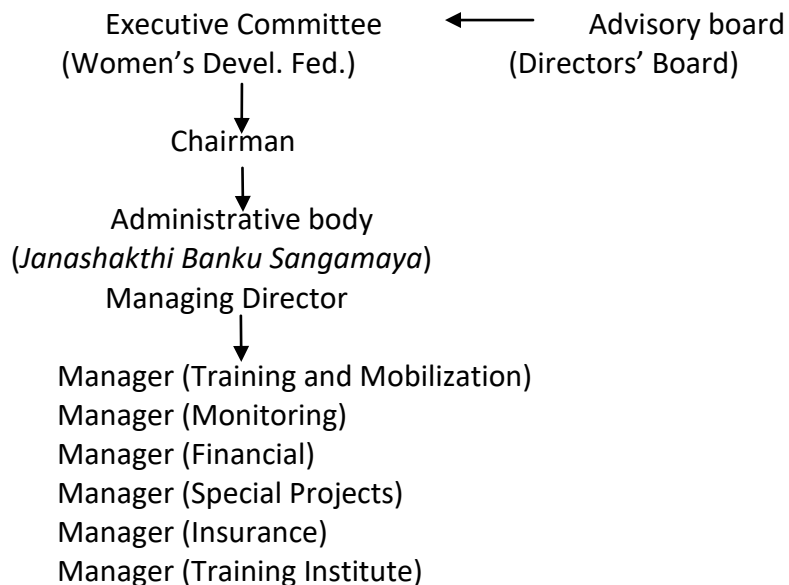 Executive Committee Advisory board
(Women’s Devel. Fed.) (Directors’ Board)
Chairman
Administrative body
(Janashakthi Banku Sangamaya)
Managing Director
Manager (Training and Mobilization)
Manager (Monitoring)
Manager (Financial)
Manager (Special Projects)
Manager (Insurance)
Manager (Training Institute)